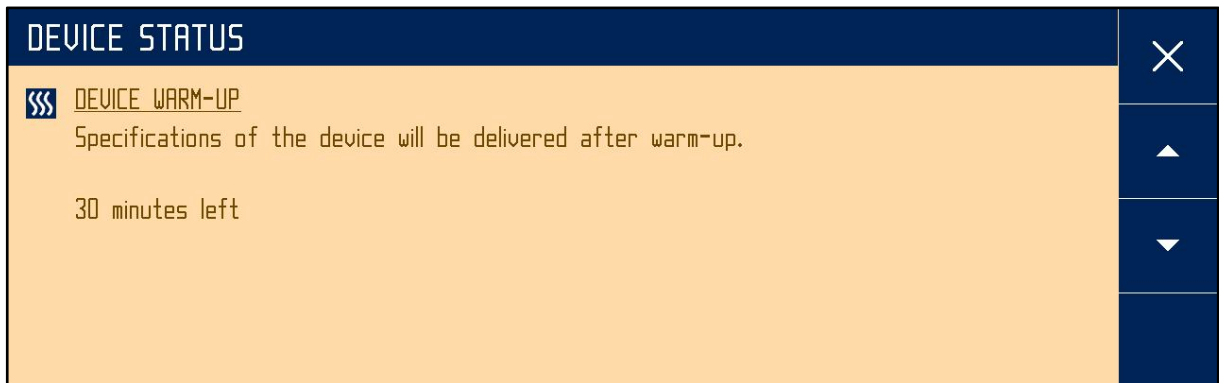 DEVICE STATUS
DEVICE WARM-UP
Specifications of the device will be delivered after warm-up.
30 minutes left